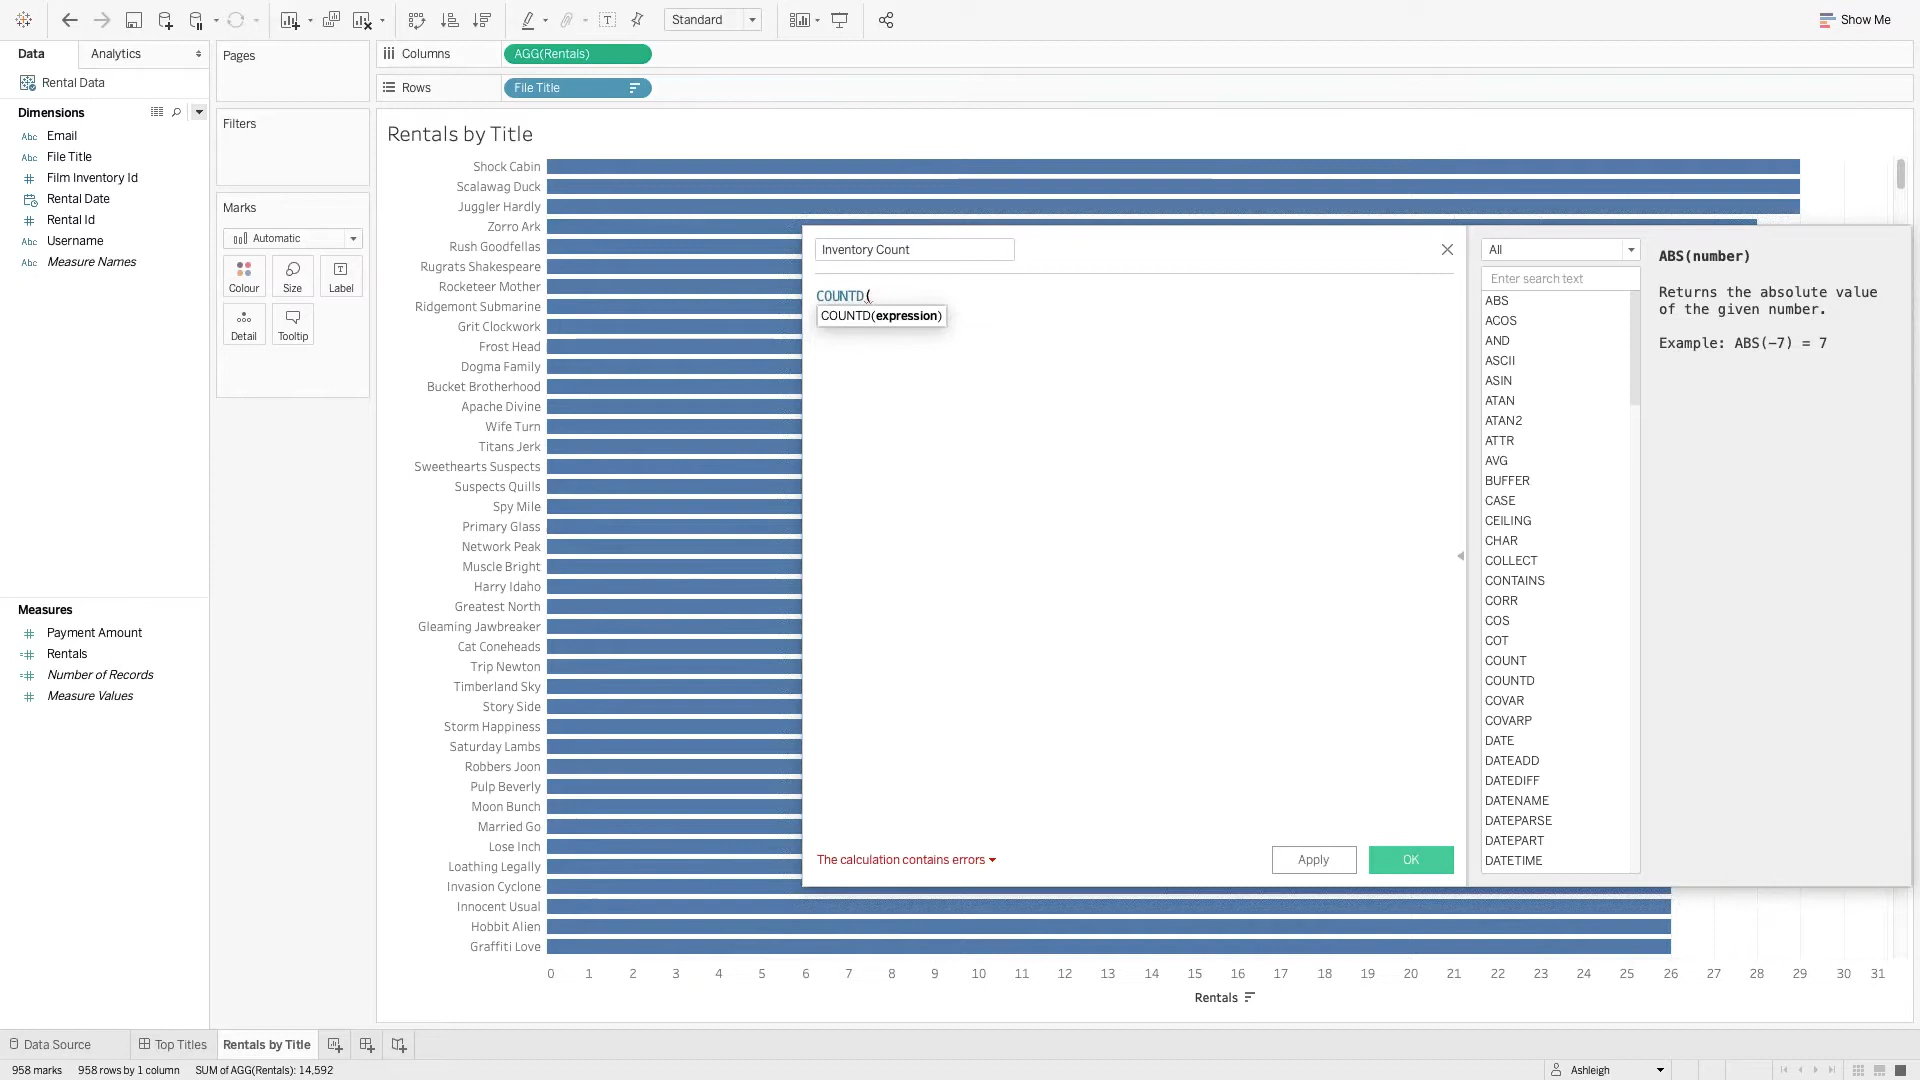 Standard
Show Me
Data
Analytics
Pages
Columns
AGG(Rentals)
Rental Data
Rows
File Title
Dimensions
Abc Email
Abc File Title
Film Inventory Id
Rental Date
Rental Id
Abc Username
Abc Measure Names
Filters
Marks
Automatic
Colour
Size
Label
Detail
Tooltip
Measures
Payment Amount
Rentals
Number of Records
Measure Values
Rentals by Title
Shock Cabin
Scalawag Duck
Juggler Hardly
Zorro Ark
Rush Goodfellas
Rugrats Shakespeare
Rocketeer Mother
Ridgemont Submarine
Grit Clockwork
Frost Head
Dogma Family
Bucket Brotherhood
Apache Divine
Wife Turn
Titans Jerk
Sweethearts Suspects
Suspects Quills
Spy Mile
Primary Glass
Network Peak
Muscle Bright
Harry Idaho
Greatest North
Gleaming Jawbreaker
Cat Coneheads
Trip Newton
Timberland Sky
Story Side
Storm Happiness
Saturday Lambs
Robbers Joon
Pulp Beverly
Moon Bunch
Married Go
Lose Inch
Loathing Legally
Invasion Cyclone
Innocent Usual
Hobbit Alien
Graffiti Love
0 1 2 3 4 5 6 7 8 9 10 11 12 13 14 15 16 17 18 19 20 21 22 23 24 25 26 27 28 29 30 31
Rentals
Inventory Count
COUNTD(
COUNTD(expression)
The calculation contains errors
Apply
OK
All
Enter search text
ABS
ACOS
AND
ASCII
ASIN
ATAN
ATAN2
ATTR
AVG
BUFFER
CASE
CEILING
CHAR
COLLECT
CONTAINS
CORR
COS
COT
COUNT
COUNTD
COVAR
COVARP
DATE
DATEADD
DATEDIFF
DATENAME
DATEPARSE
DATEPART
DATETIME
ABS(number)
Returns the absolute value
of the given number.
Example: ABS(-7) = 7
Data Source
Top Titles
Rentals by Title
958 marks
958 rows by 1 column
SUM of AGG(Rentals): 14,592
Ashleigh